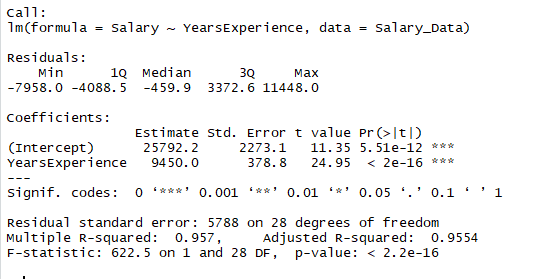 Call:
lm(formula = Salary ~ YearsExperience, data = Salary_Data)
Residuals:
    Min      1Q  Median      3Q     Max
-7958.0 -4088.5  -459.9  3372.6 11448.0
Coefficients:
                Estimate Std. Error t value Pr(>|t|)
(Intercept)      25792.2     2273.1   11.35 5.51e-12 ***
YearsExperience   9450.0      378.8   24.95  < 2e-16 ***
---
Signif. codes:  0 ‘***’ 0.001 ‘**’ 0.01 ‘*’ 0.05 ‘.’ 0.1 ‘ ’ 1
Residual standard error: 5788 on 28 degrees of freedom
Multiple R-squared:  0.957,     Adjusted R-squared:  0.9554
F-statistic: 622.5 on 1 and 28 DF,  p-value: < 2.2e-16